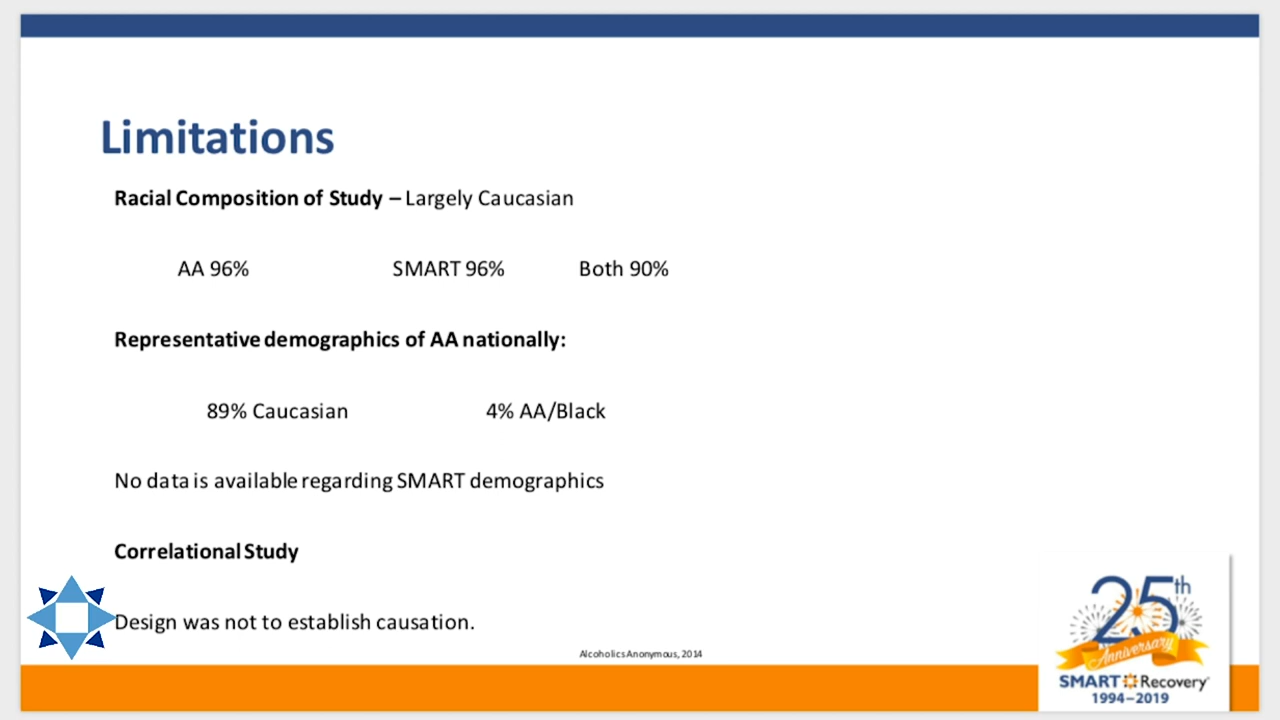 Limitations
Racial Composition of Study – Largely Caucasian
AA 96% SMART 96% Both 90%
Representative demographics of AA nationally:
89% Caucasian 4% AA/Black
No data is available regarding SMART demographics
Correlational Study
Design was not to establish causation.
Alcoholics Anonymous, 2014
25th
Anniversary
SMART Recovery
1994–2019